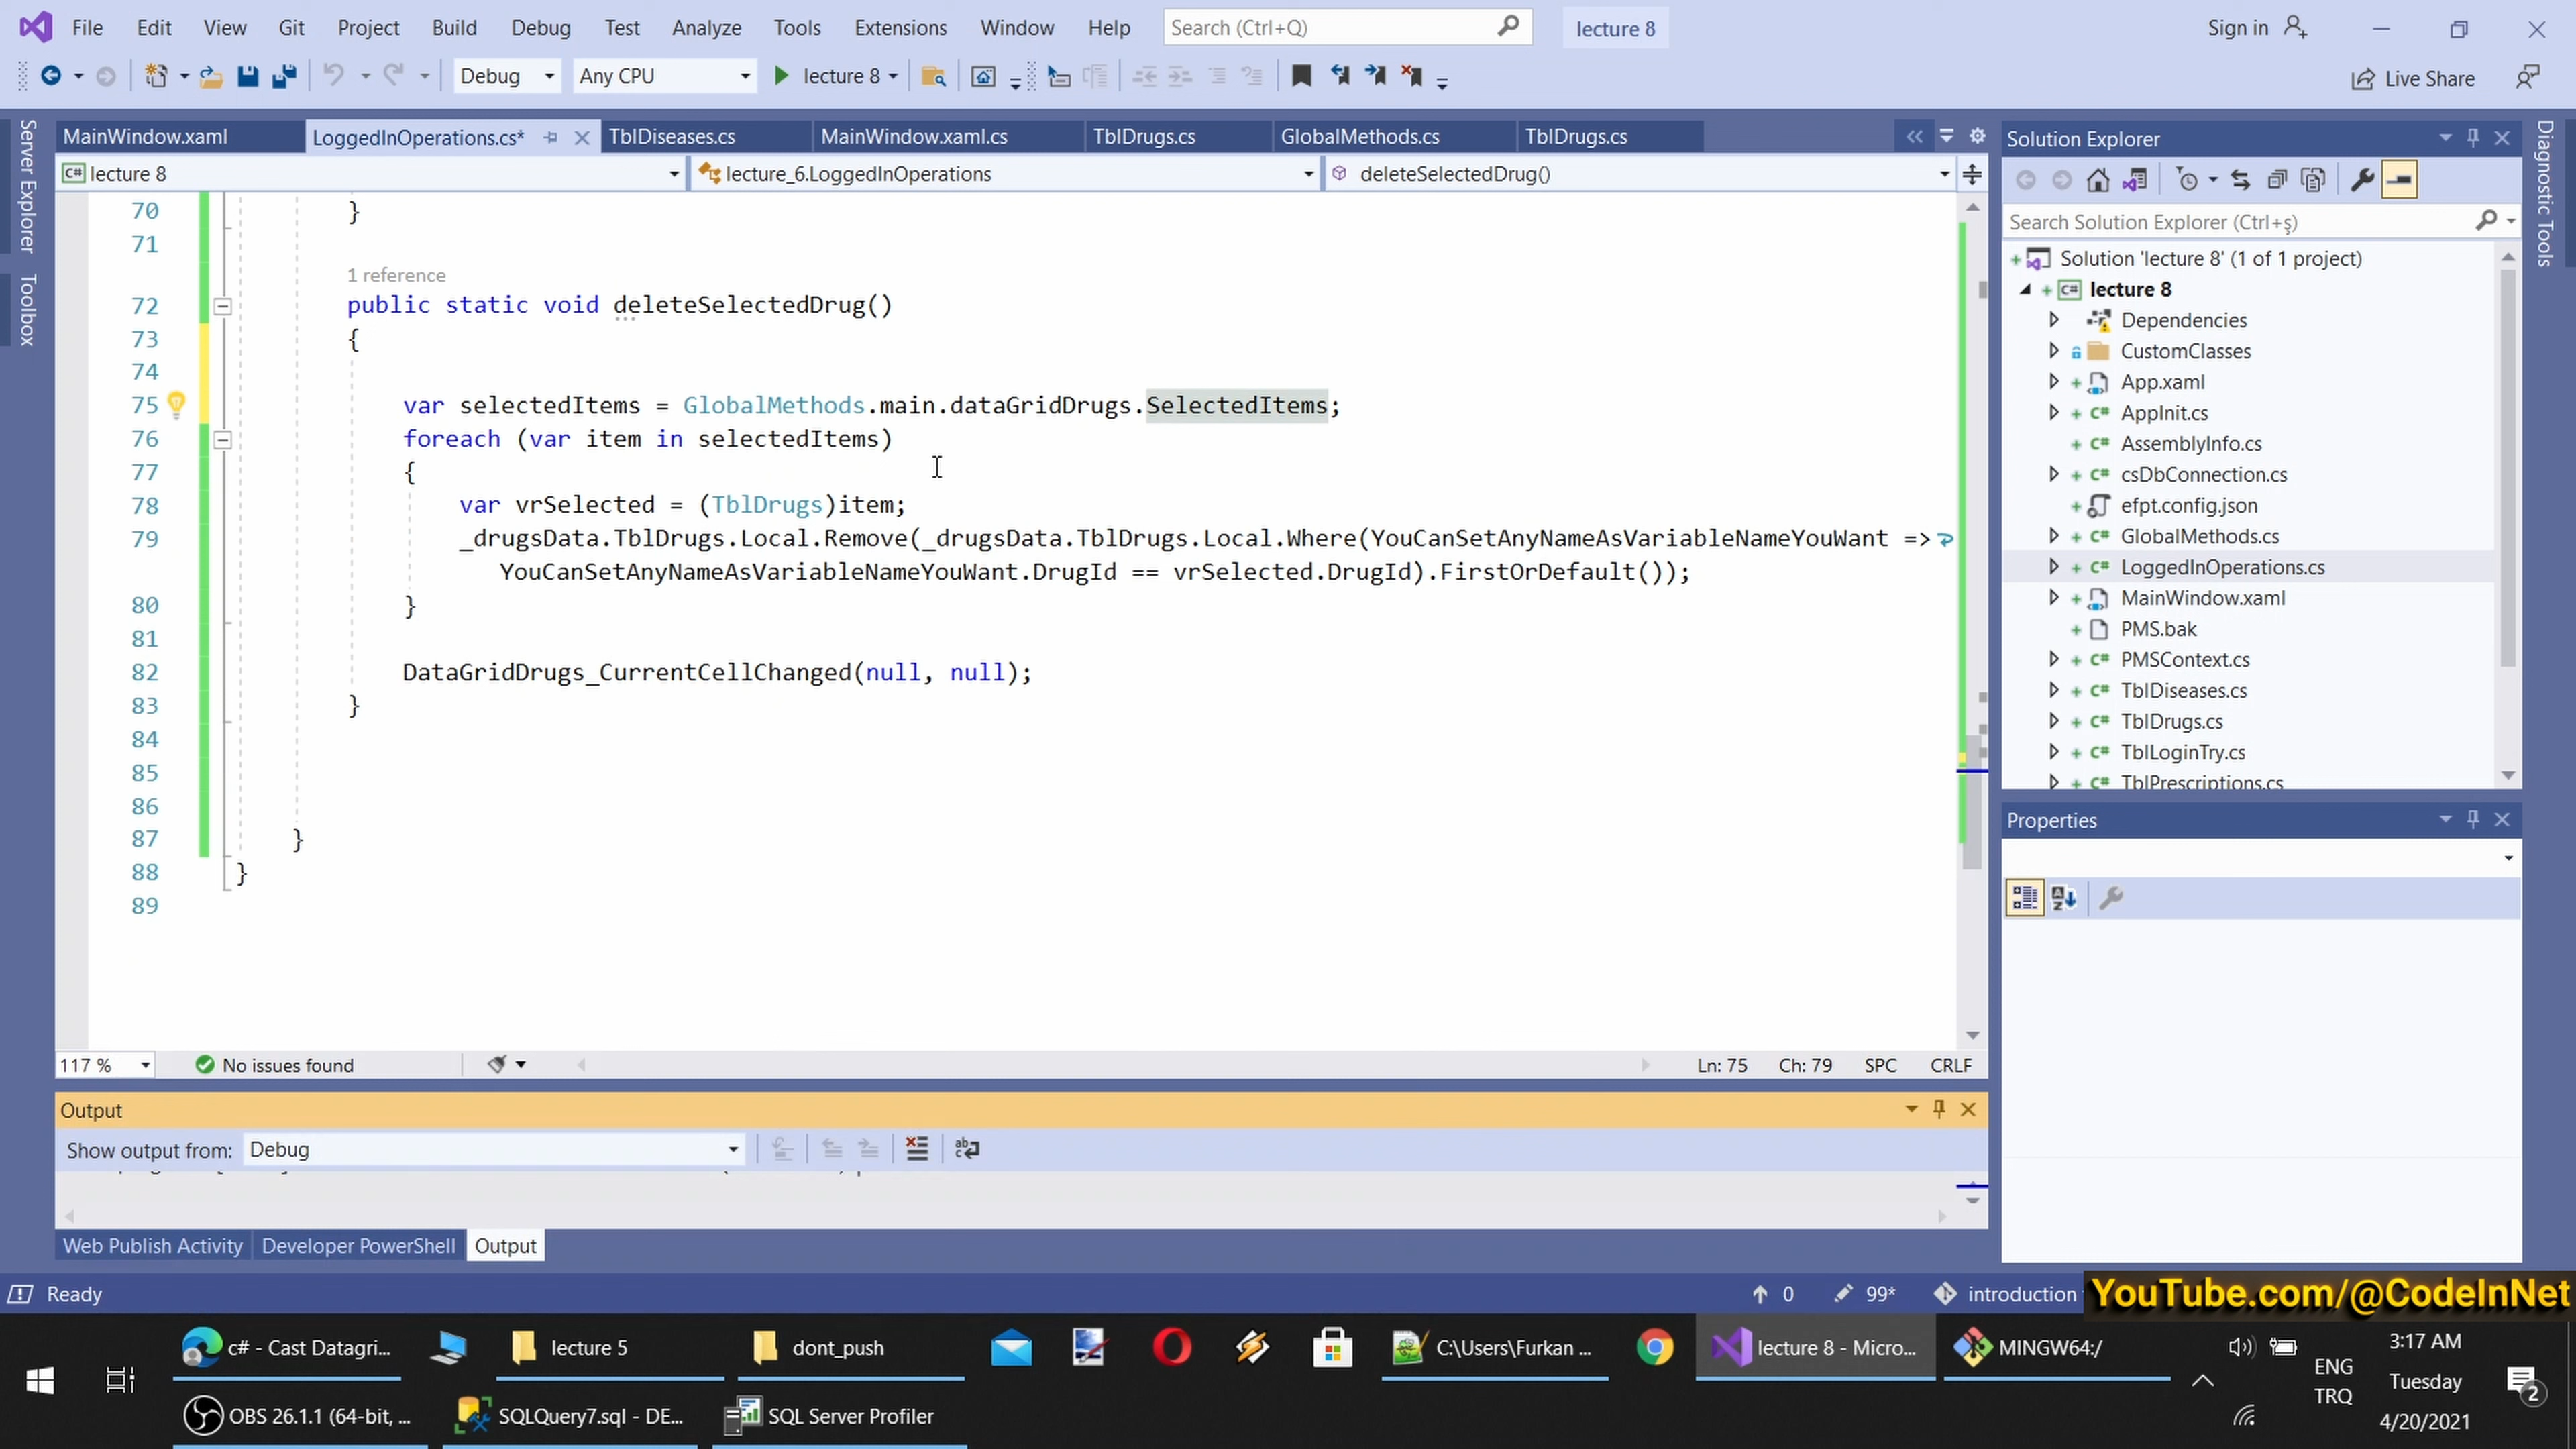 File Edit View Git Project Build Debug Test Analyze Tools Extensions Window Help Search (Ctrl+Q) lecture 8 Sign in
Debug Any CPU lecture 8 Live Share
Server Explorer
Toolbox
MainWindow.xaml LoggedInOperations.cs* TblDiseases.cs MainWindow.xaml.cs TblDrugs.cs GlobalMethods.cs TblDrugs.cs
C# lecture 8 lecture_6.LoggedInOperations deleteSelectedDrug()
70 }
71
1 reference
72 public static void deleteSelectedDrug()
73 {
74
75 var selectedItems = GlobalMethods.main.dataGridDrugs.SelectedItems;
76 foreach (var item in selectedItems)
77 {
78 var vrSelected = (TblDrugs)item;
79 _drugsData.TblDrugs.Local.Remove(_drugsData.TblDrugs.Local.Where(YouCanSetAnyNameAsVariableNameYouWant =>
YouCanSetAnyNameAsVariableNameYouWant.DrugId == vrSelected.DrugId).FirstOrDefault());
80 }
81
82 DataGridDrugs_CurrentCellChanged(null, null);
83 }
84
85
86
87 }
88 }
89
117 % No issues found Ln: 75 Ch: 79 SPC CRLF
Output
Show output from: Debug
Web Publish Activity Developer PowerShell Output
Solution Explorer
Search Solution Explorer (Ctrl+ş)
Solution 'lecture 8' (1 of 1 project)
C# lecture 8
Dependencies
CustomClasses
App.xaml
C# AppInit.cs
C# AssemblyInfo.cs
C# csDbConnection.cs
efpt.config.json
C# GlobalMethods.cs
C# LoggedInOperations.cs
MainWindow.xaml
PMS.bak
C# PMSContext.cs
C# TblDiseases.cs
C# TblDrugs.cs
C# TblLoginTry.cs
C# TblPrescriptions.cs
Properties
Diagnostic Tools
Ready 0 99* introduction
YouTube.com/@CodeInNet
c# - Cast Datagri... lecture 5 dont_push C:\Users\Furkan ... lecture 8 - Micro... MINGW64:/
OBS 26.1.1 (64-bit, ... SQLQuery7.sql - DE... SQL Server Profiler
ENG
TRQ
3:17 AM
Tuesday
4/20/2021
2